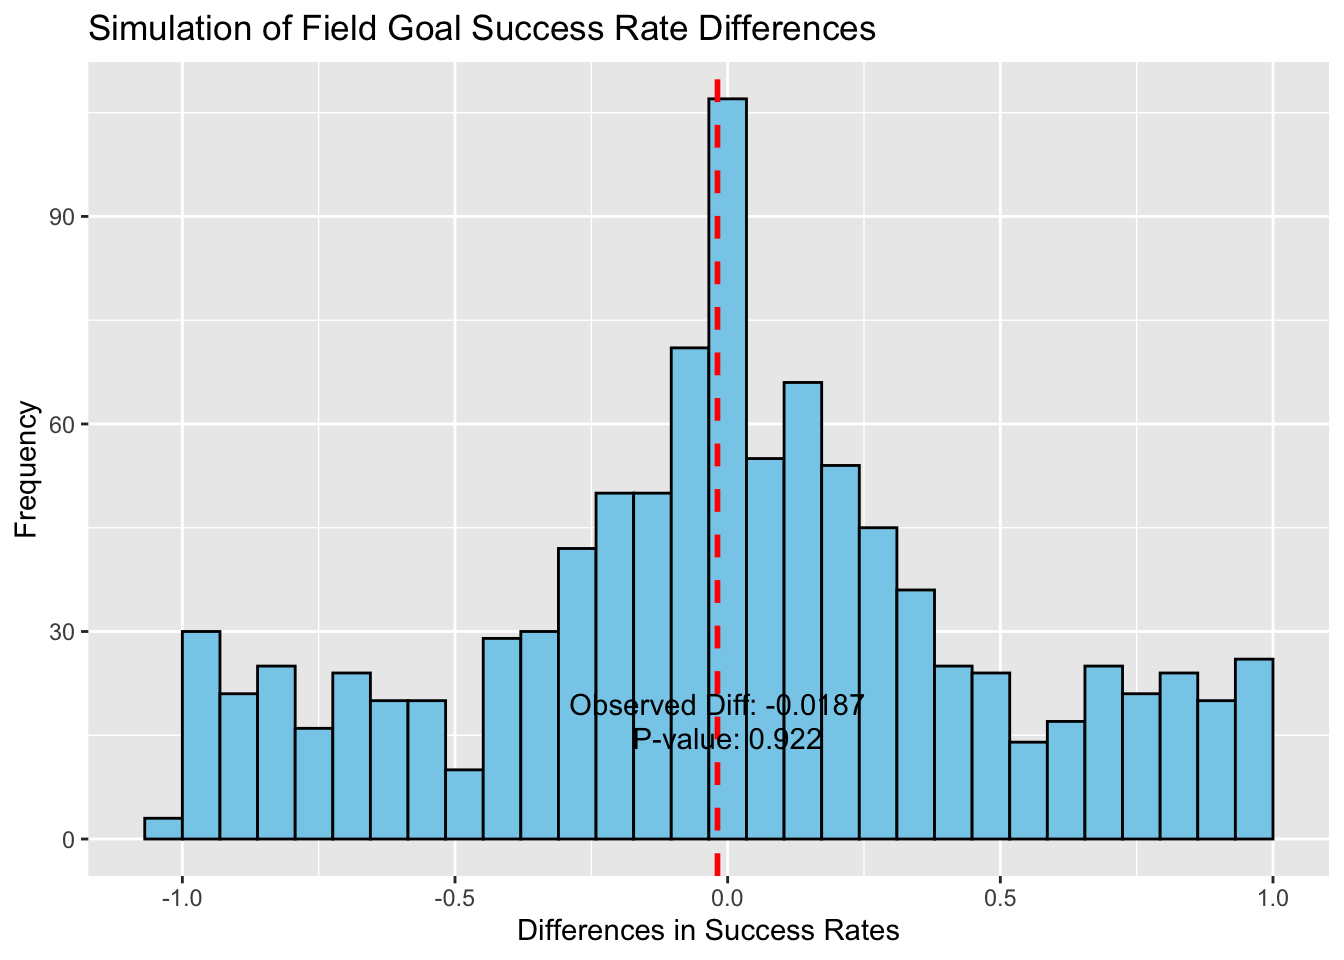 Simulation of Field Goal Success Rate Differences
90
60
30
0
Frequency
Observed Diff: -0.0187
P-value: 0.922
-1.0
-0.5
0.0
0.5
1.0
Differences in Success Rates